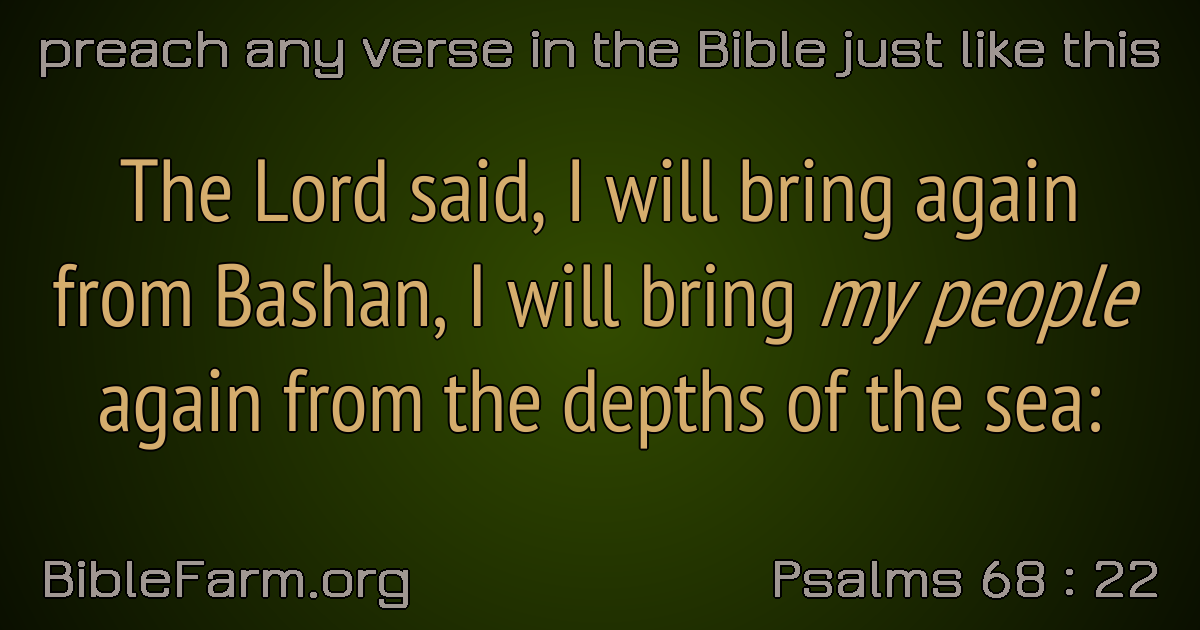 preach any verse in the Bible just like this
The Lord said, I will bring again
from Bashan, I will bring my people
again from the depths of the sea:
BibleFarm.org
Psalms 68 : 22